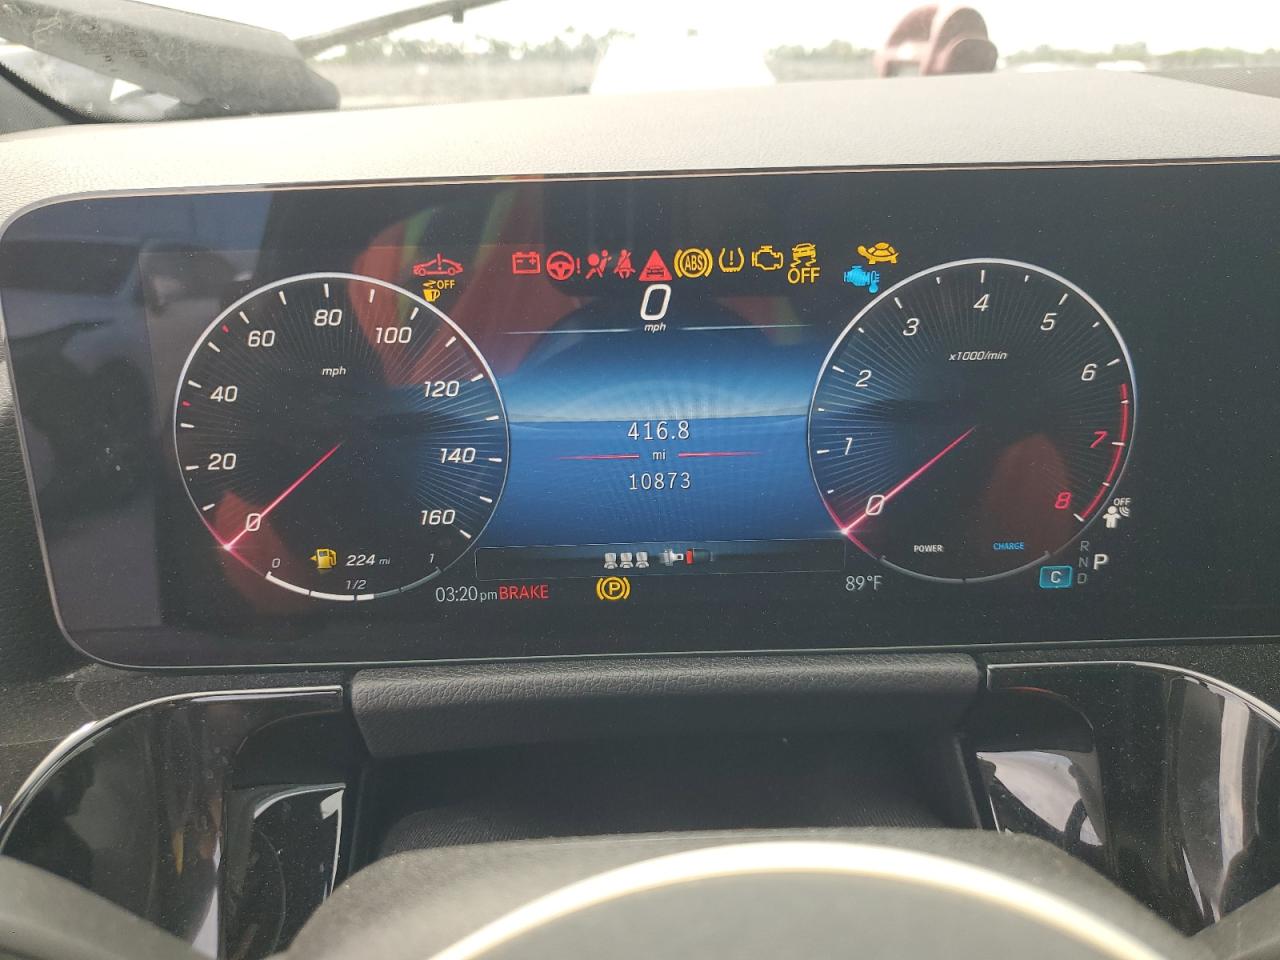 OFF
ABS
OFF
0
mph
0 20 40 60 80 100 120 140 160
mph
0 1/2 1
224 mi
416.8
mi
10873
0 1 2 3 4 5 6 7 8
x1000/min
POWER CHARGE
OFF
R
N P
C D
03:20 pm BRAKE
P
89°F